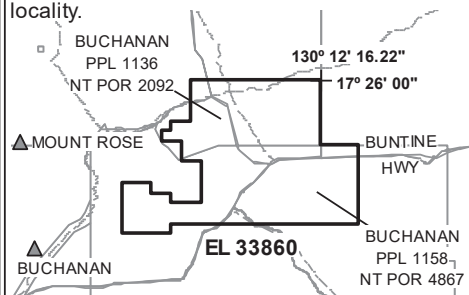 locality.
BUCHANAN
PPL 1136
NT POR 2092
130º 12' 16.22"
17º 26' 00"
MOUNT ROSE
BUNTINE
HWY
EL 33860
BUCHANAN
BUCHANAN
PPL 1158
NT POR 4867